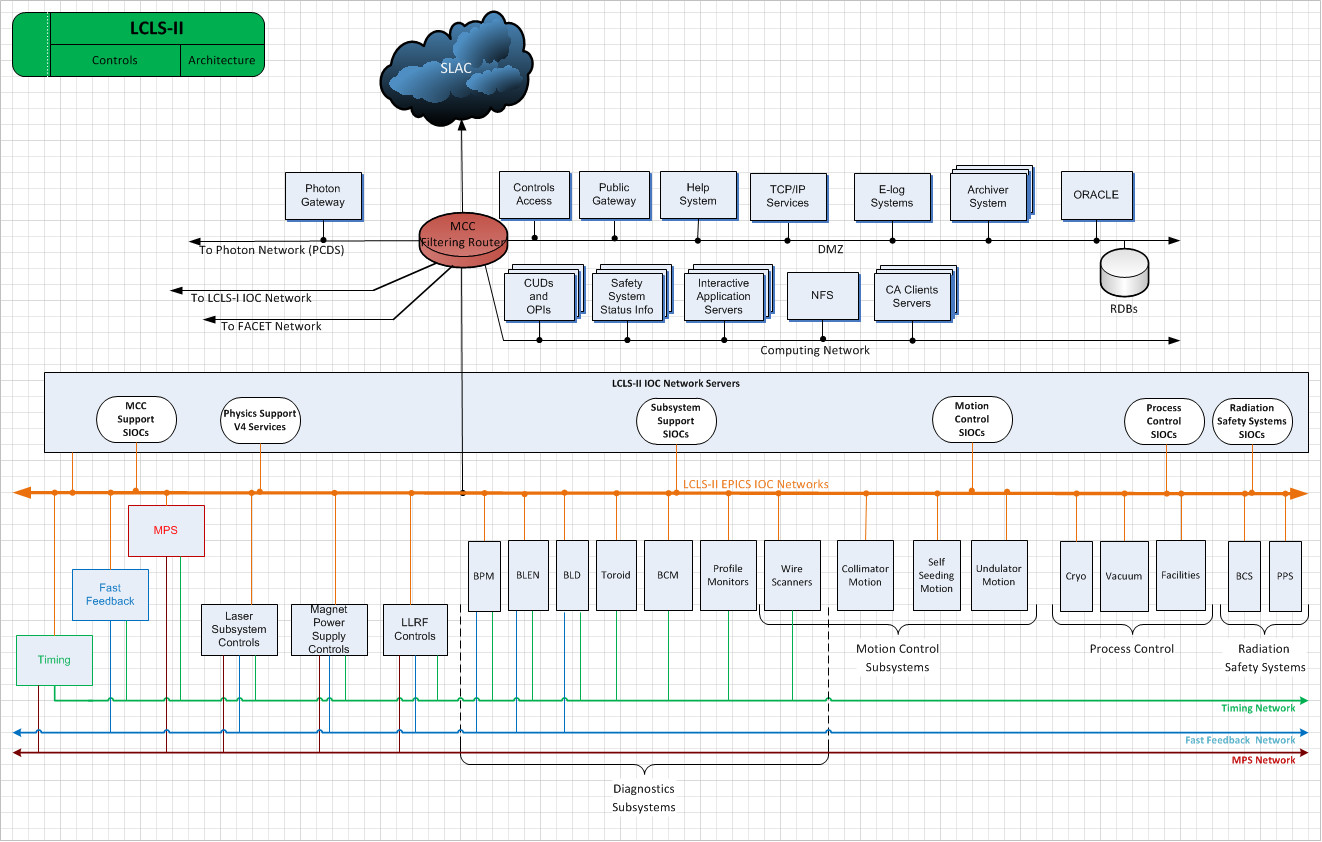 LCLS-II
Controls
Architecture
SLAC
Photon
Gateway
Controls
Access
Public
Gateway
Help
System
TCP/IP
Services
E-log
Systems
Archiver
System
ORACLE
MCC
Filtering Router
To Photon Network (PCDS)
DMZ
To LCLS-I IOC Network
To FACET Network
CUDs
and
OPIs
Safety
System
Status Info
Interactive
Application
Servers
NFS
CA Clients
Servers
RDBs
Computing Network
LCLS-II IOC Network Servers
MCC
Support
SIOCs
Physics Support
V4 Services
Subsystem
Support
SIOCs
Motion
Control
SIOCs
Process
Control
SIOCs
Radiation
Safety Systems
SIOCs
LCLS-II EPICS IOC Networks
MPS
Fast
Feedback
Timing
Laser
Subsystem
Controls
Magnet
Power
Supply
Controls
LLRF
Controls
BPM
BLEN
BLD
Toroid
BCM
Profile
Monitors
Wire
Scanners
Collimator
Motion
Self
Seeding
Motion
Undulator
Motion
Cryo
Vacuum
Facilities
BCS
PPS
Motion Control
Subsystems
Process Control
Radiation
Safety Systems
Timing Network
Fast Feedback Network
MPS Network
Diagnostics
Subsystems